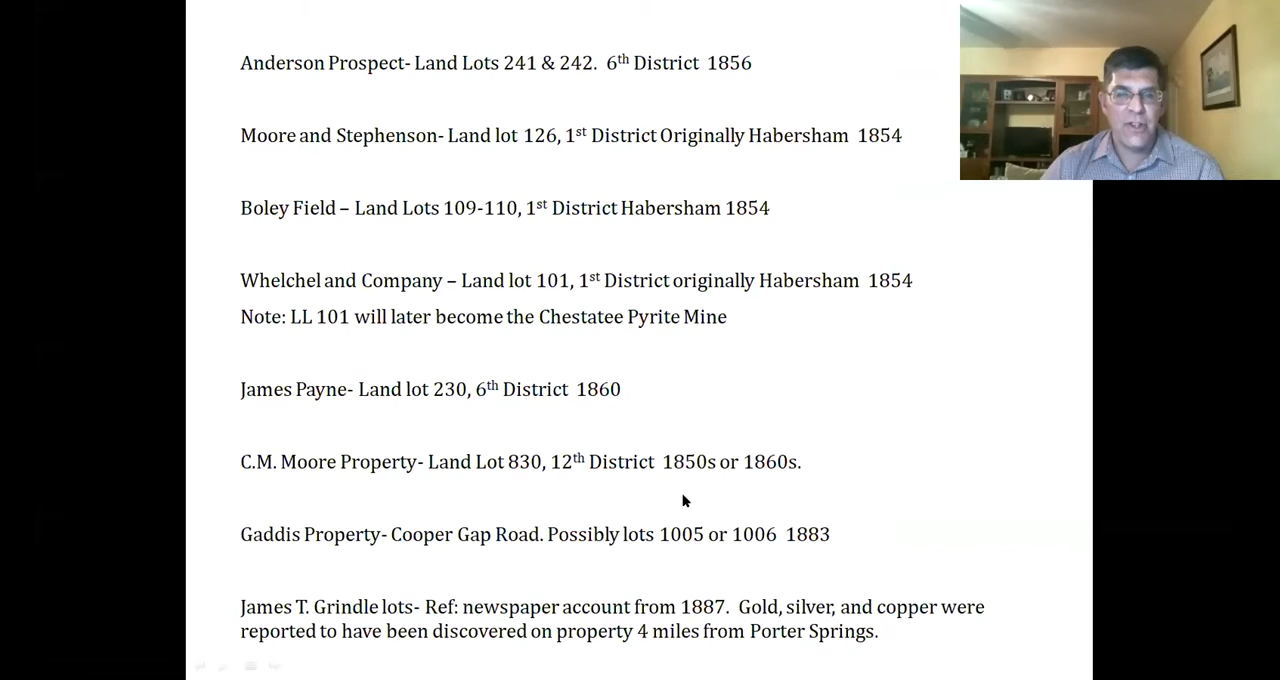 Anderson Prospect- Land Lots 241 & 242.  6th District  1856
Moore and Stephenson- Land lot 126, 1st District Originally Habersham  1854
Boley Field – Land Lots 109-110, 1st District Habersham 1854
Whelchel and Company – Land lot 101, 1st District originally Habersham  1854
Note: LL 101 will later become the Chestatee Pyrite Mine
James Payne- Land lot 230, 6th District  1860
C.M. Moore Property- Land Lot 830, 12th District  1850s or 1860s.
Gaddis Property- Cooper Gap Road. Possibly lots 1005 or 1006  1883
James T. Grindle lots- Ref: newspaper account from 1887.  Gold, silver, and copper were
reported to have been discovered on property 4 miles from Porter Springs.